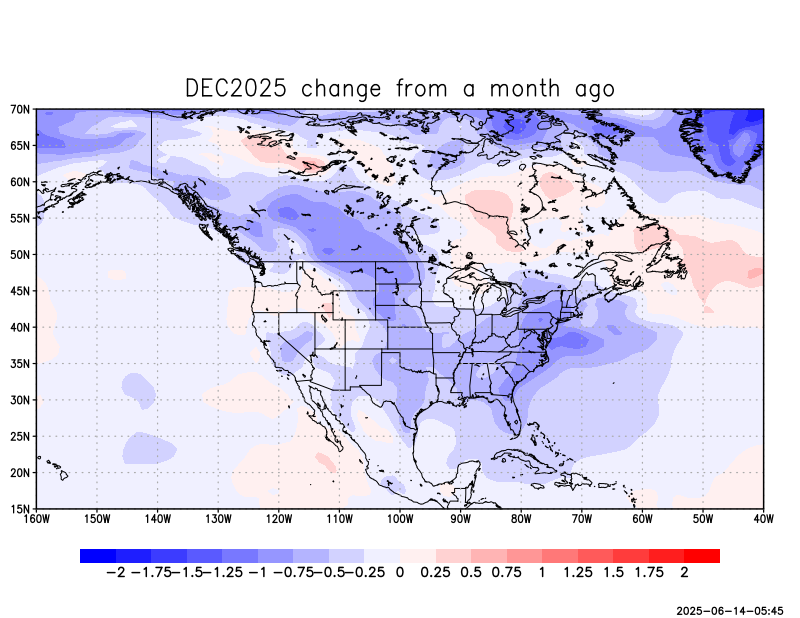 DEC2025 change from a month ago
70N
65N
60N
55N
50N
45N
40N
35N
30N
25N
20N
15N
160W 150W 140W 130W 120W 110W 100W 90W 80W 70W 60W 50W 40W
-2 -1.75 -1.5 -1.25 -1 -0.75 -0.5 -0.25 0 0.25 0.5 0.75 1 1.25 1.5 1.75 2
2025-06-14-05:45